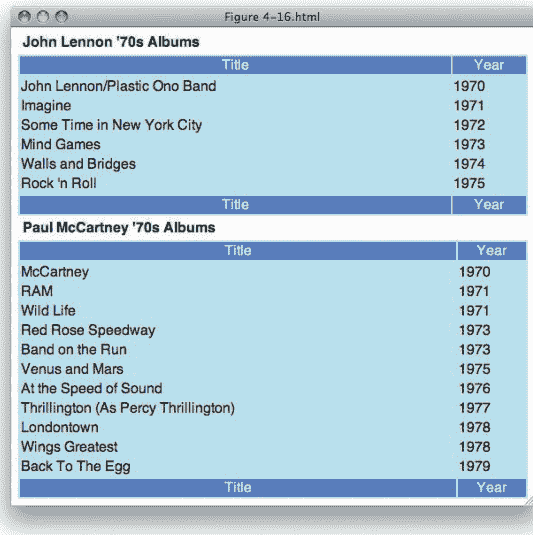 Figure 4-16.html
John Lennon '70s Albums
Title Year
John Lennon/Plastic Ono Band 1970
Imagine 1971
Some Time in New York City 1972
Mind Games 1973
Walls and Bridges 1974
Rock 'n Roll 1975
Title Year
Paul McCartney '70s Albums
Title Year
McCartney 1970
RAM 1971
Wild Life 1971
Red Rose Speedway 1973
Band on the Run 1973
Venus and Mars 1975
At the Speed of Sound 1976
Thrillington (As Percy Thrillington) 1977
Londontown 1978
Wings Greatest 1978
Back To The Egg 1979
Title Year